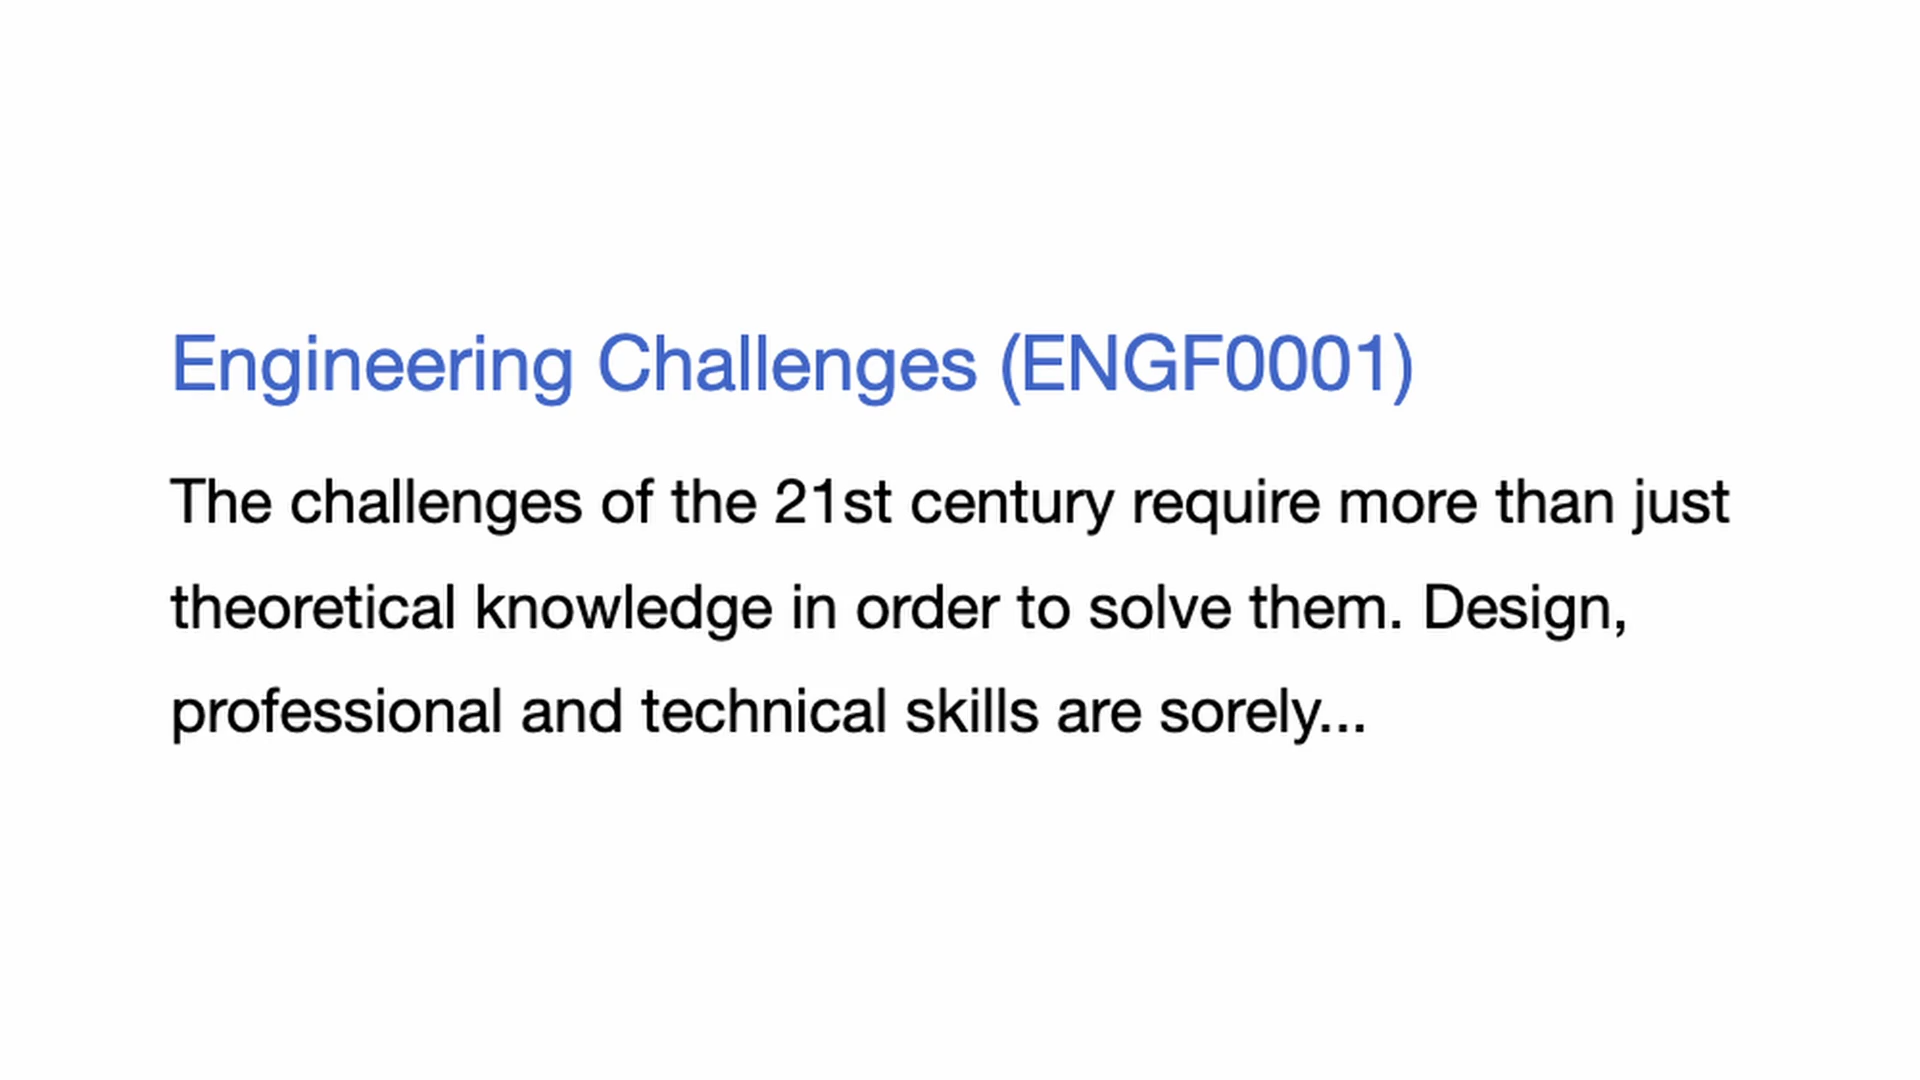 Engineering Challenges (ENGF0001)
The challenges of the 21st century require more than just
theoretical knowledge in order to solve them. Design,
professional and technical skills are sorely...